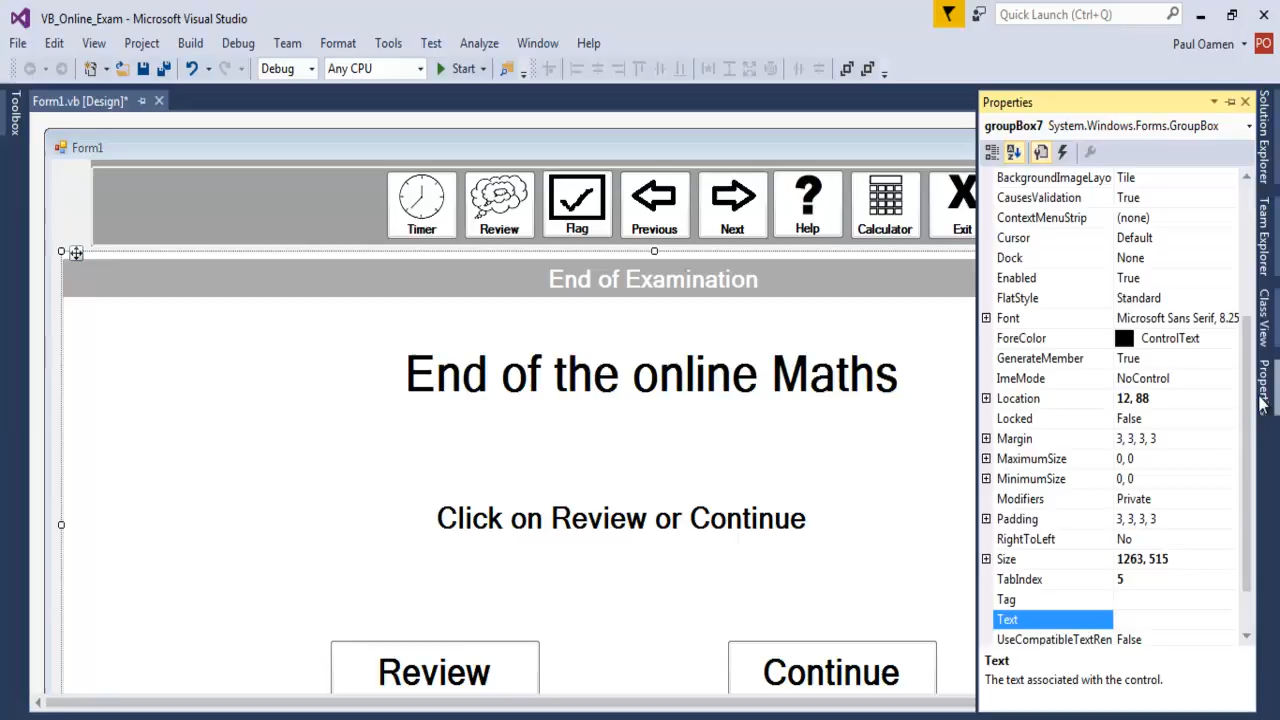 VB_Online_Exam - Microsoft Visual Studio
Quick Launch (Ctrl+Q)
File Edit View Project Build Debug Team Format Tools Test Analyze Window Help
Paul Oamen
PO
Debug Any CPU Start
Toolbox
Form1.vb [Design]*
Form1
Timer Review Flag Previous Next Help Calculator Exit
End of Examination
End of the online Maths
Click on Review or Continue
Review Continue
Properties
groupBox7 System.Windows.Forms.GroupBox
BackgroundImageLayo Tile
CausesValidation True
ContextMenuStrip (none)
Cursor Default
Dock None
Enabled True
FlatStyle Standard
Font Microsoft Sans Serif, 8.25
ForeColor ControlText
GenerateMember True
ImeMode NoControl
Location 12, 88
Locked False
Margin 3, 3, 3, 3
MaximumSize 0, 0
MinimumSize 0, 0
Modifiers Private
Padding 3, 3, 3, 3
RightToLeft No
Size 1263, 515
TabIndex 5
Tag
Text
UseCompatibleTextRen False
Text
The text associated with the control.
Solution Explorer
Team Explorer
Class View
Properties